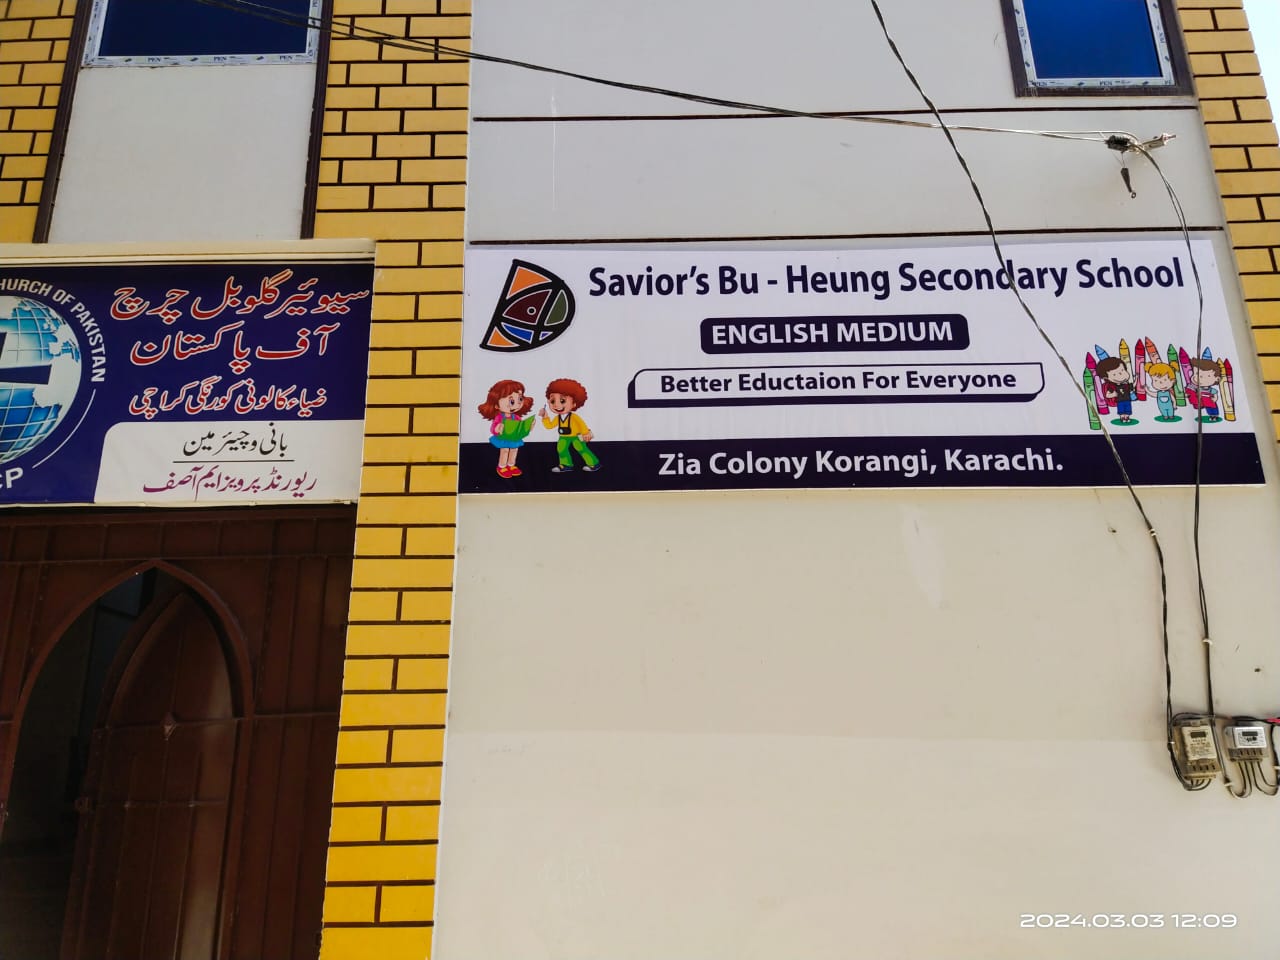 HURCH OF PAKISTAN
سیوئیر گلوبل چرچ
آف پاکستان
ضیاء کالونی کورنگی کراچی
بانی و چیئرمین
ریورنڈ پرویز ایم آصف
CP
Savior's Bu - Heung Secondary School
ENGLISH MEDIUM
Better Eductaion For Everyone
Zia Colony Korangi, Karachi.
2024.03.03 12:09